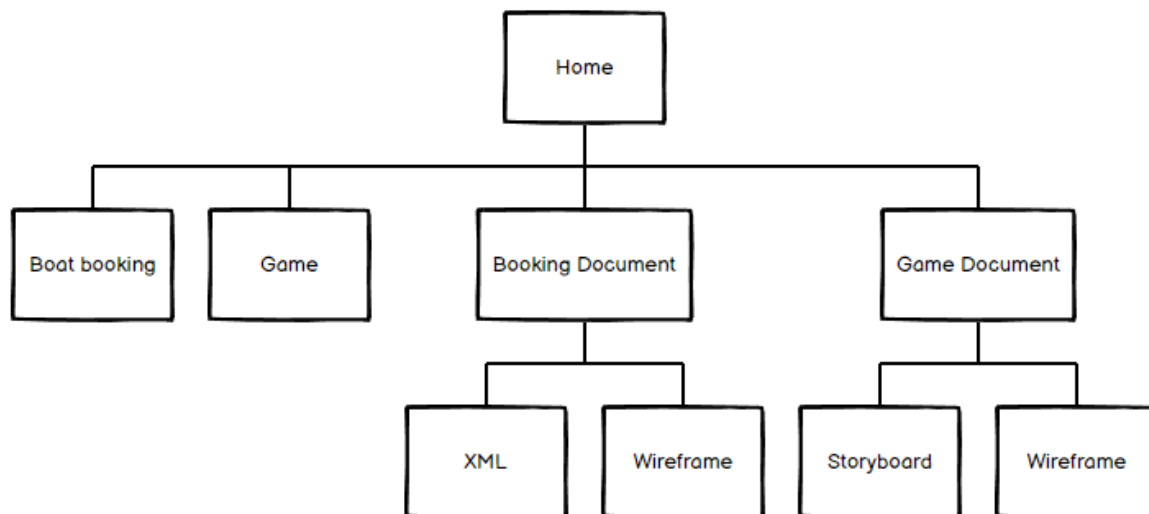 Home
Boat booking
Game
Booking Document
Game Document
XML
Wireframe
Storyboard
Wireframe